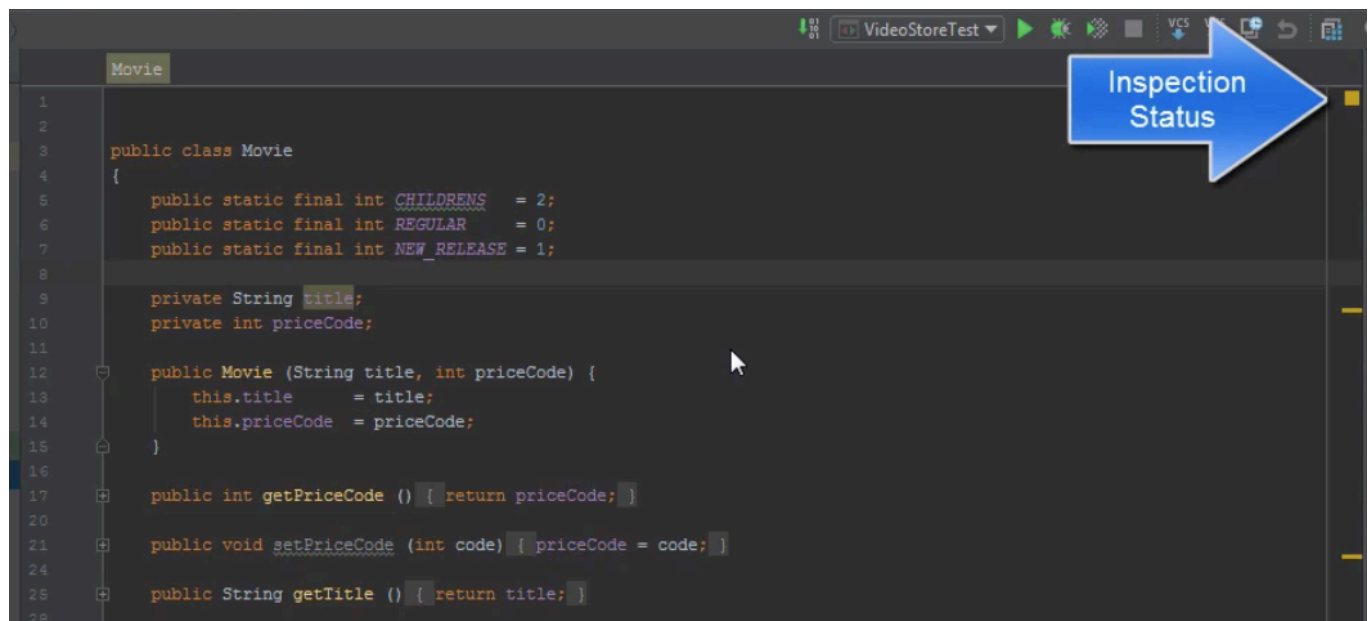 VideoStoreTest VCS
Inspection
Status
Movie
1
2
3 public class Movie
4 {
5 public static final int CHILDRENS = 2;
6 public static final int REGULAR = 0;
7 public static final int NEW_RELEASE = 1;
8
9 private String title;
10 private int priceCode;
11
12 public Movie (String title, int priceCode) {
13 this.title = title;
14 this.priceCode = priceCode;
15 }
16
17 public int getPriceCode () { return priceCode; }
20
21 public void setPriceCode (int code) { priceCode = code; }
24
25 public String getTitle () { return title; }
28